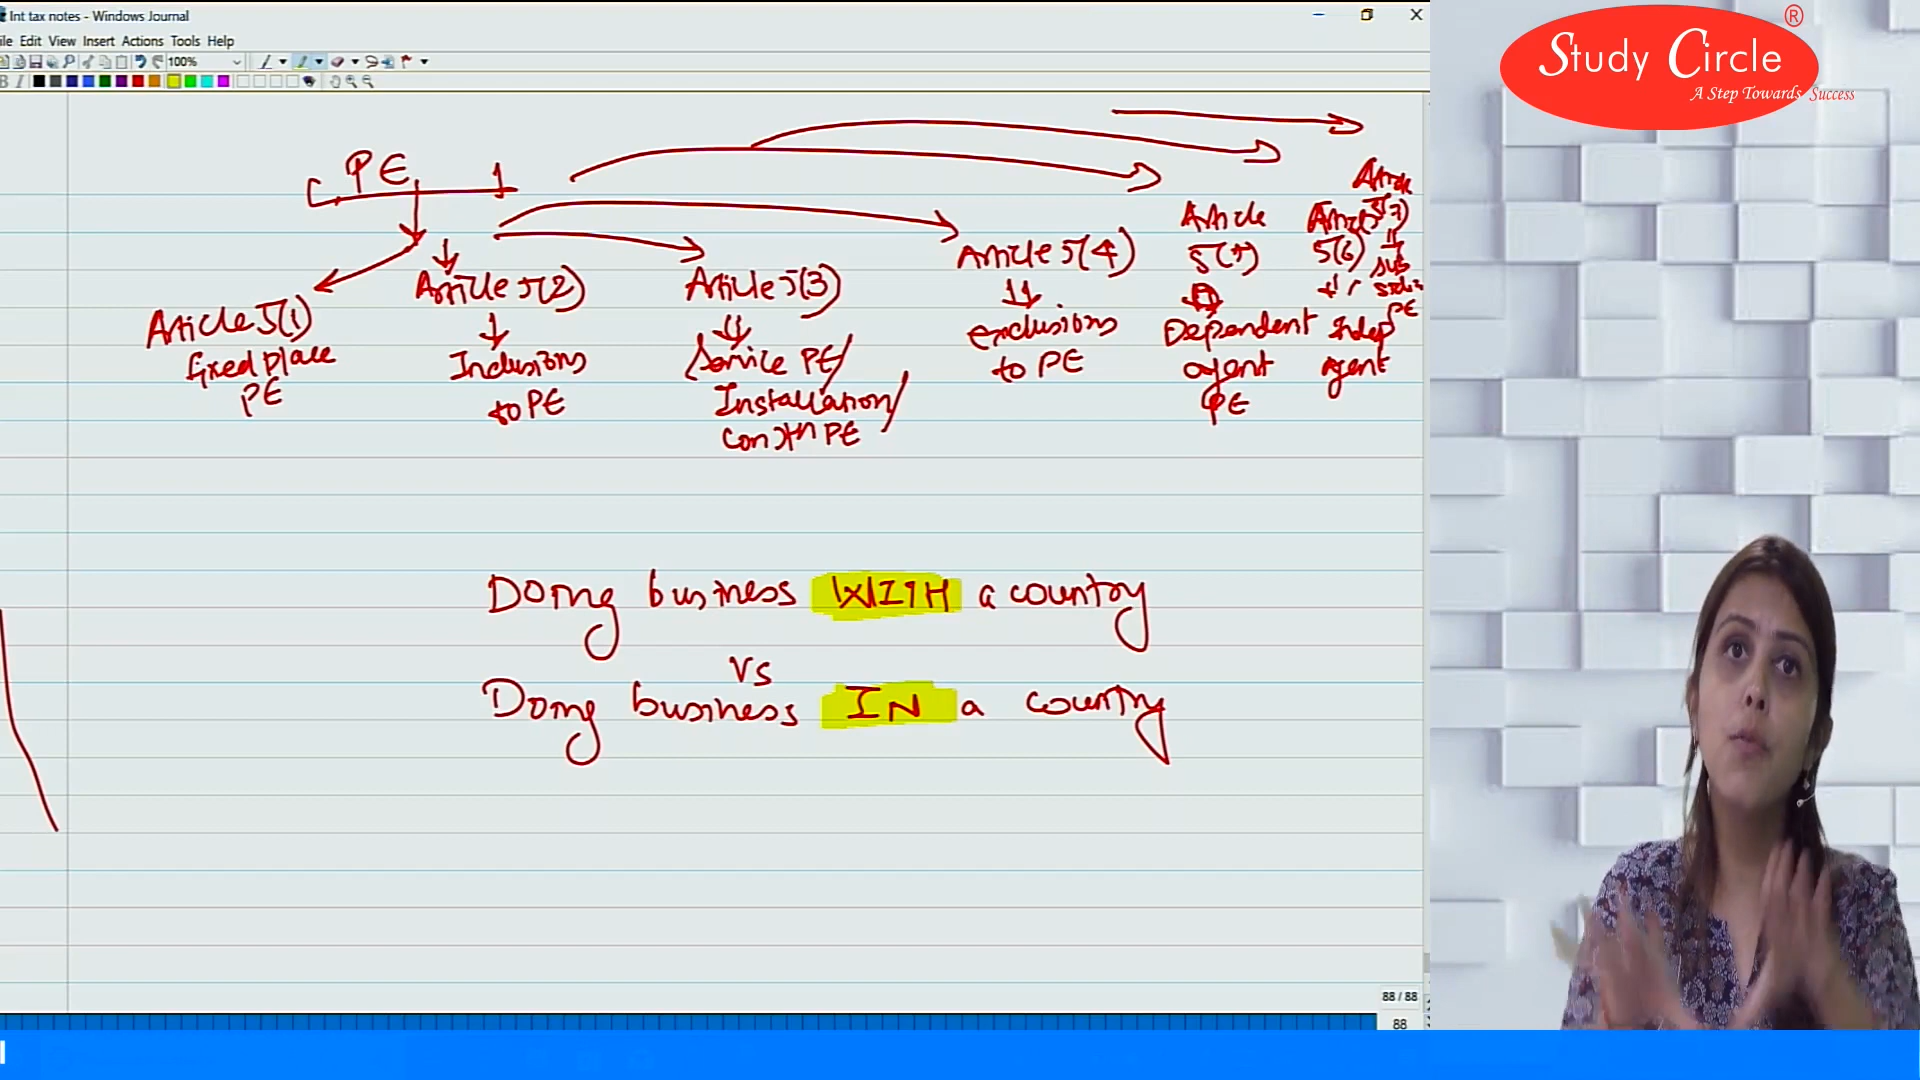 Int tax notes - Windows Journal
File Edit View Insert Actions Tools Help
100%
Study Circle ®
A Step Towards Success
PE
Article 5(1)
fixed place
PE
Article 5(2)
Inclusions
to PE
Article 5(3)
Service PE/
Installation/
constn PE
Article 5(4)
exclusions
to PE
Article
5(5)
Dependent
agent
PE
Article
5(6)
Indep
agent
Article
5(7)
PE
Doing business WITH a country
vs
Doing business IN a country
88 / 88
88